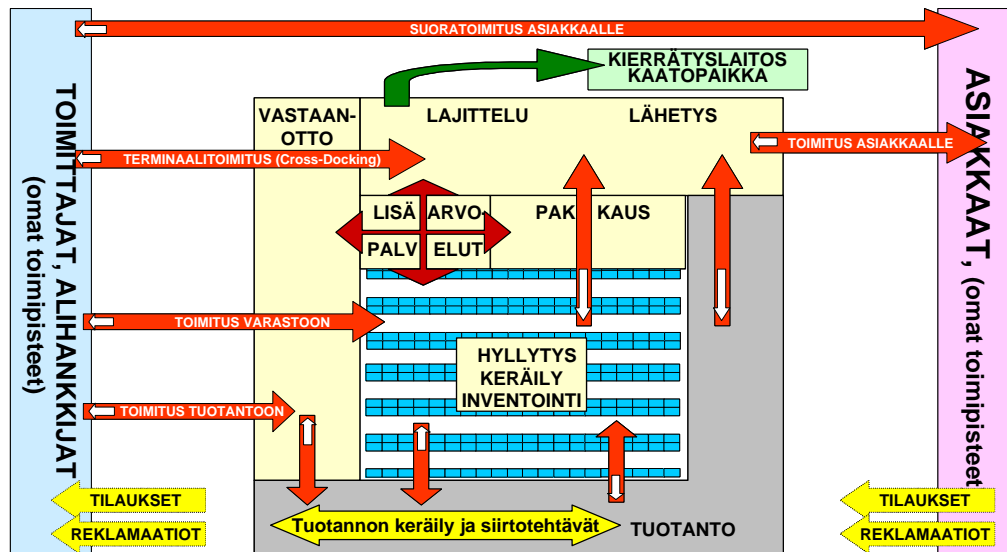 SUORATOIMITUS ASIAKKAALLE
KIERRÄTYSLAITOS
KAATOPAIKKA
TOIMITTAJAT, ALIHANKKIJAT
(omat toimipisteet)
ASIAKKAAT, (omat toimipisteet)
VASTAAN-
OTTO
LAJITTELU
LÄHETYS
TERMINAALITOIMITUS (Cross-Docking)
TOIMITUS ASIAKKAALLE
LISÄ ARVO-
PALV ELUT
PAK KAUS
TOIMITUS VARASTOON
HYLLYTYS
KERÄILY
INVENTOINTI
TOIMITUS TUOTANTOON
TILAUKSET
REKLAMAATIOT
Tuotannon keräily ja siirtotehtävät
TUOTANTO
TILAUKSET
REKLAMAATIOT